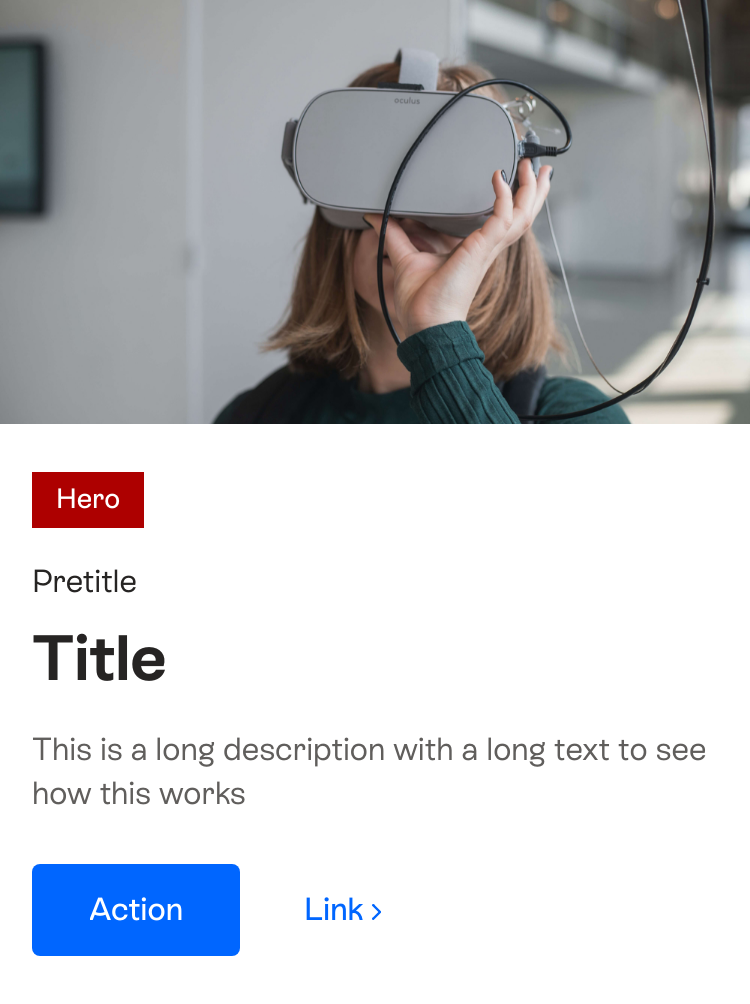 oculus
Hero
Pretitle
Title
This is a long description with a long text to see
how this works
Action
Link >